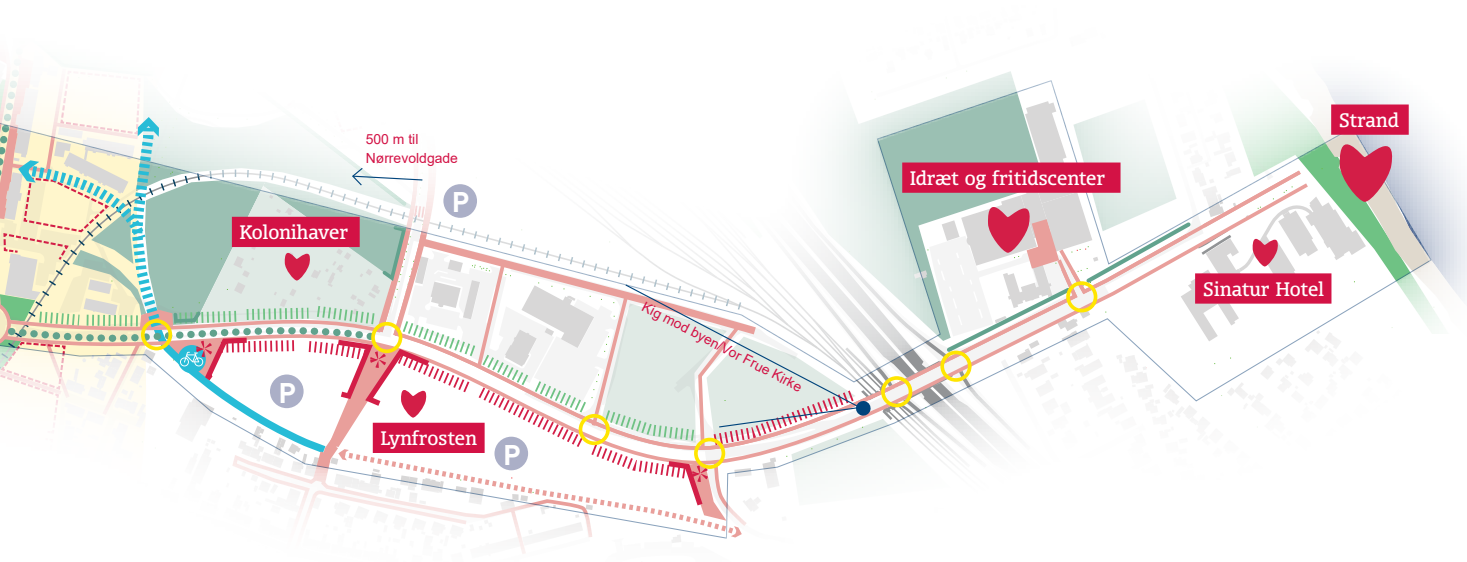 500 m til
Nørrevoldgade
Strand
P
Idræt og fritidscenter
Kolonihaver
Sinatur Hotel
Kig mod byen/Vor Frue Kirke
P
Lynfrosten
P